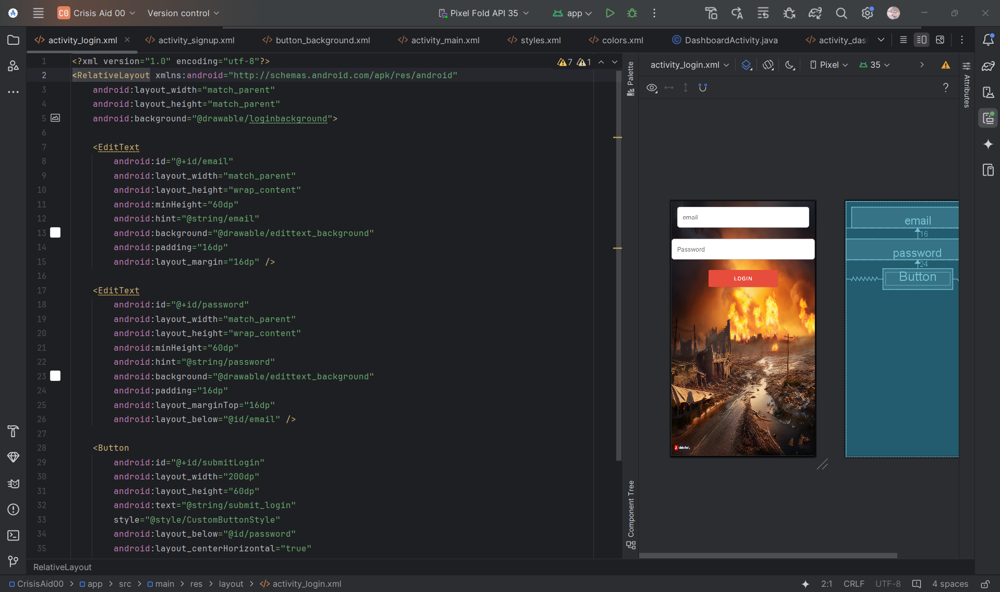 C0 Crisis Aid 00 Version control Pixel Fold API 35 app
activity_login.xml activity_signup.xml button_background.xml activity_main.xml styles.xml colors.xml DashboardActivity.java
1 <?xml version="1.0" encoding="utf-8"?>
2 <RelativeLayout xmlns:android="http://schemas.android.com/apk/res/android"
3 android:layout_width="match_parent"
4 android:layout_height="match_parent"
5 android:background="@drawable/loginbackground">
6
7 <EditText
8 android:id="@+id/email"
9 android:layout_width="match_parent"
10 android:layout_height="wrap_content"
11 android:minHeight="60dp"
12 android:hint="@string/email"
13 android:background="@drawable/edittext_background"
14 android:padding="16dp"
15 android:layout_margin="16dp" />
16
17 <EditText
18 android:id="@+id/password"
19 android:layout_width="match_parent"
20 android:layout_height="wrap_content"
21 android:minHeight="60dp"
22 android:hint="@string/password"
23 android:background="@drawable/edittext_background"
24 android:padding="16dp"
25 android:layout_marginTop="16dp"
26 android:layout_below="@id/email" />
27
28 <Button
29 android:id="@+id/submitLogin"
30 android:layout_width="200dp"
31 android:layout_height="60dp"
32 android:text="@string/submit_login"
33 style="@style/CustomButtonStyle"
34 android:layout_below="@id/password"
35 android:layout_centerHorizontal="true"
7 1
Palette
Component Tree
activity_login.xml Pixel 35
?
Attributes
email
Password
LOGIN
email
16
password
24
Button
RelativeLayout
CrisisAid00 > app > src > main > res > layout > activity_login.xml
2:1 CRLF UTF-8 4 spaces